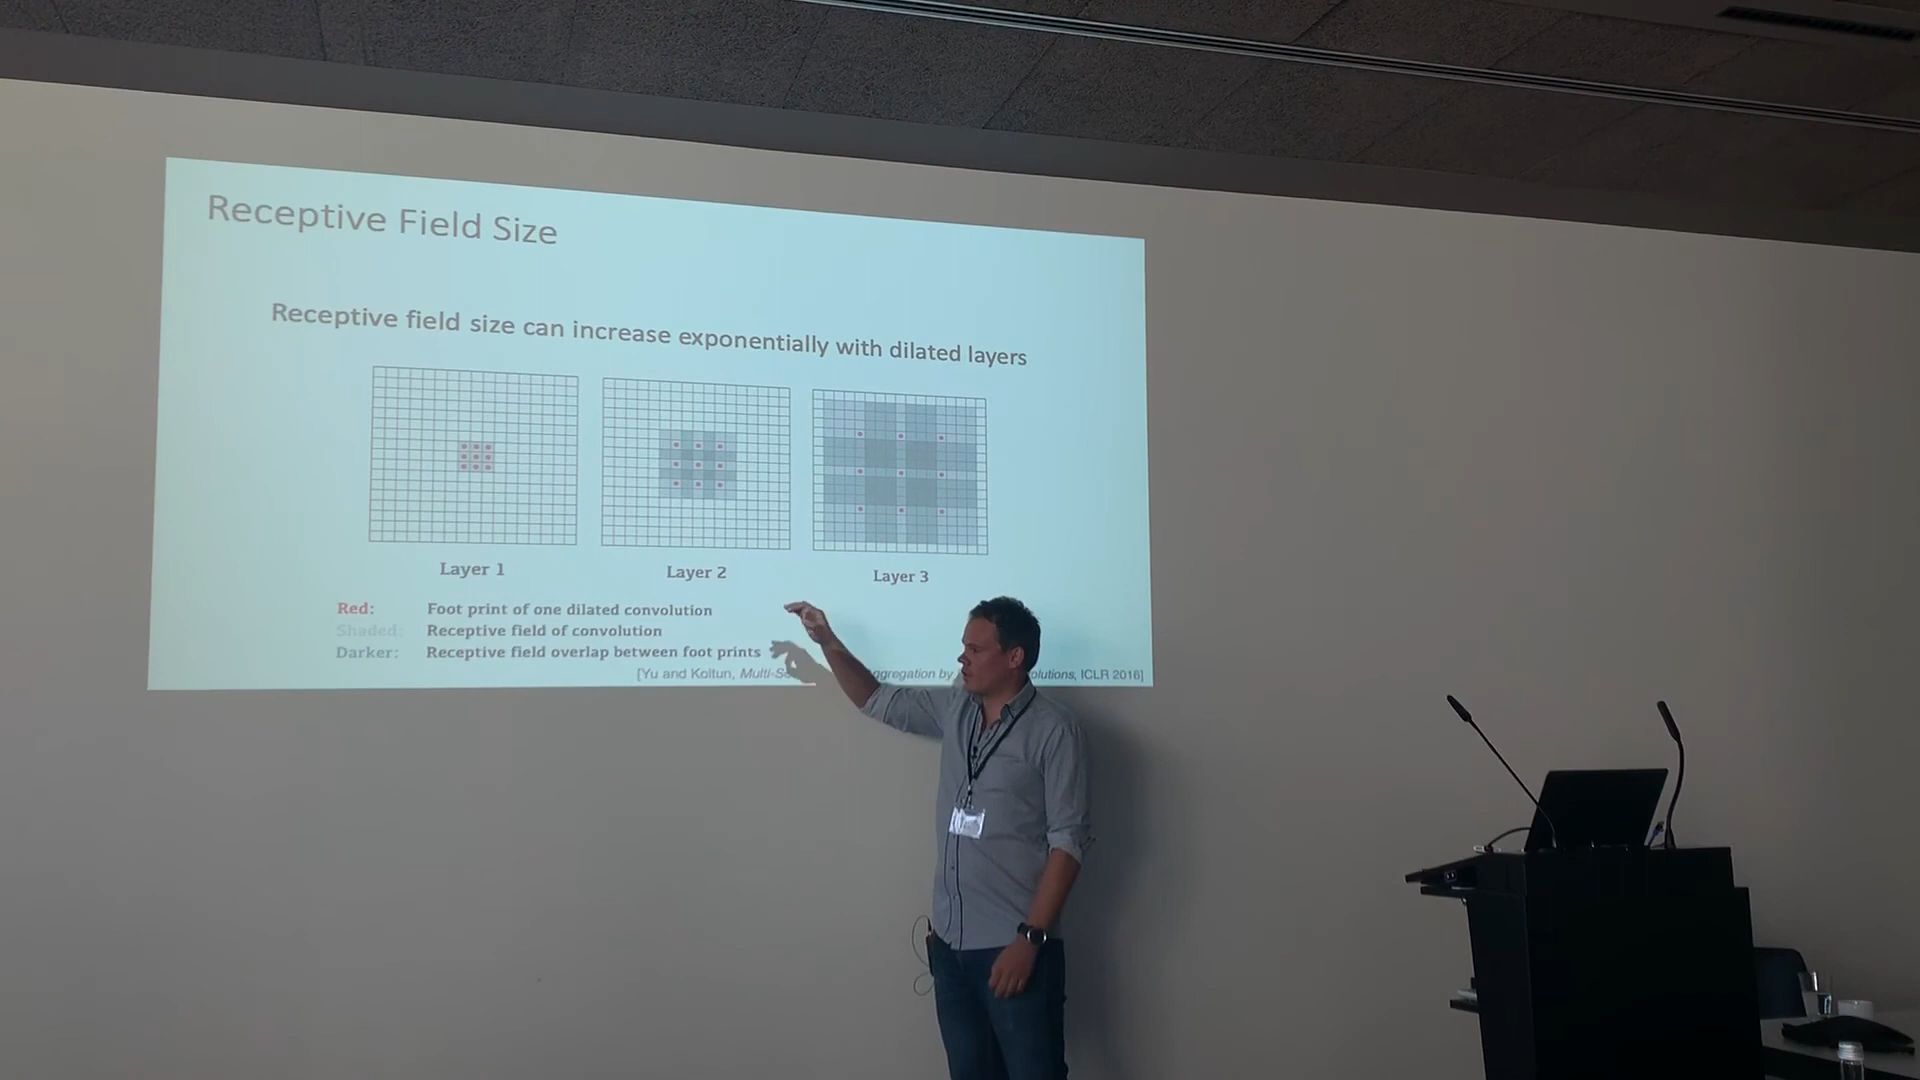 Receptive Field Size
Receptive field size can increase exponentially with dilated layers
Layer 1 Layer 2 Layer 3
Red: Foot print of one dilated convolution
Shaded: Receptive field of convolution
Darker: Receptive field overlap between foot prints
[Yu and Koltun, ggregation by olutions, ICLR 2016]